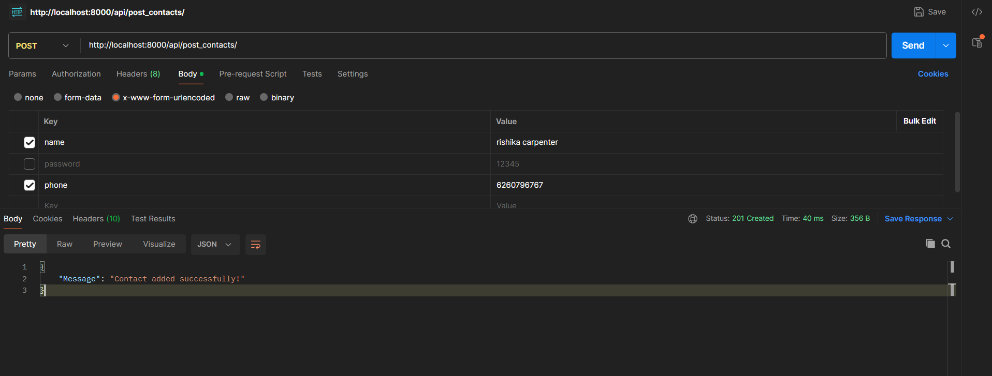 HTTP http://localhost:8000/api/post_contacts/ Save
POST http://localhost:8000/api/post_contacts/ Send
Params Authorization Headers (8) Body Pre-request Script Tests Settings Cookies
none form-data x-www-form-urlencoded raw binary
Key Value Bulk Edit
name rishika carpenter
password 12345
phone 6260796767
Key Value
Body Cookies Headers (10) Test Results Status: 201 Created Time: 40 ms Size: 356 B Save Response
Pretty Raw Preview Visualize JSON
1 {
2 "Message": "Contact added successfully!"
3 }